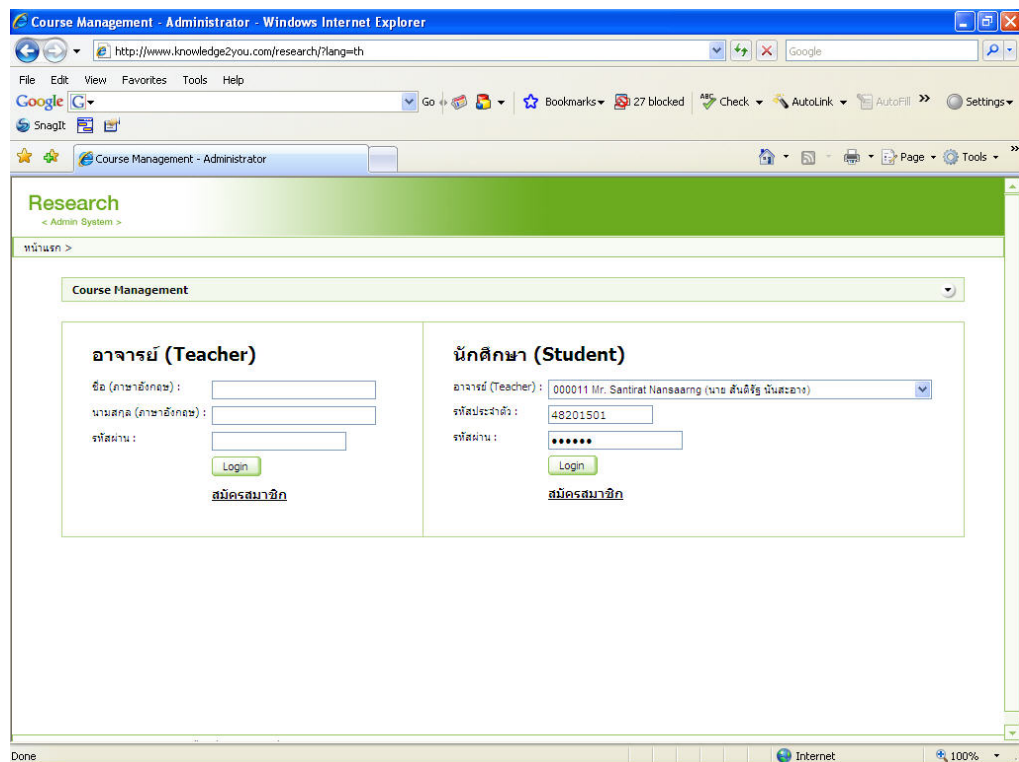 Course Management - Administrator - Windows Internet Explorer
http://www.knowledge2you.com/research/?lang=th Google
File Edit View Favorites Tools Help
Google G Go Bookmarks 27 blocked ABC Check AutoLink AutoFill » Settings
SnagIt
Course Management - Administrator Page Tools »
Research
< Admin System >
หน้าแรก >
Course Management
อาจารย์ (Teacher)
ชื่อ (ภาษาอังกฤษ) :
นามสกุล (ภาษาอังกฤษ) :
รหัสผ่าน :
Login
สมัครสมาชิก
นักศึกษา (Student)
อาจารย์ (Teacher) : 000011 Mr. Santirat Nansaarng (นาย สันติรัฐ นันสะอาง)
รหัสประจำตัว : 48201501
รหัสผ่าน : ••••••
Login
สมัครสมาชิก
Done Internet 100%